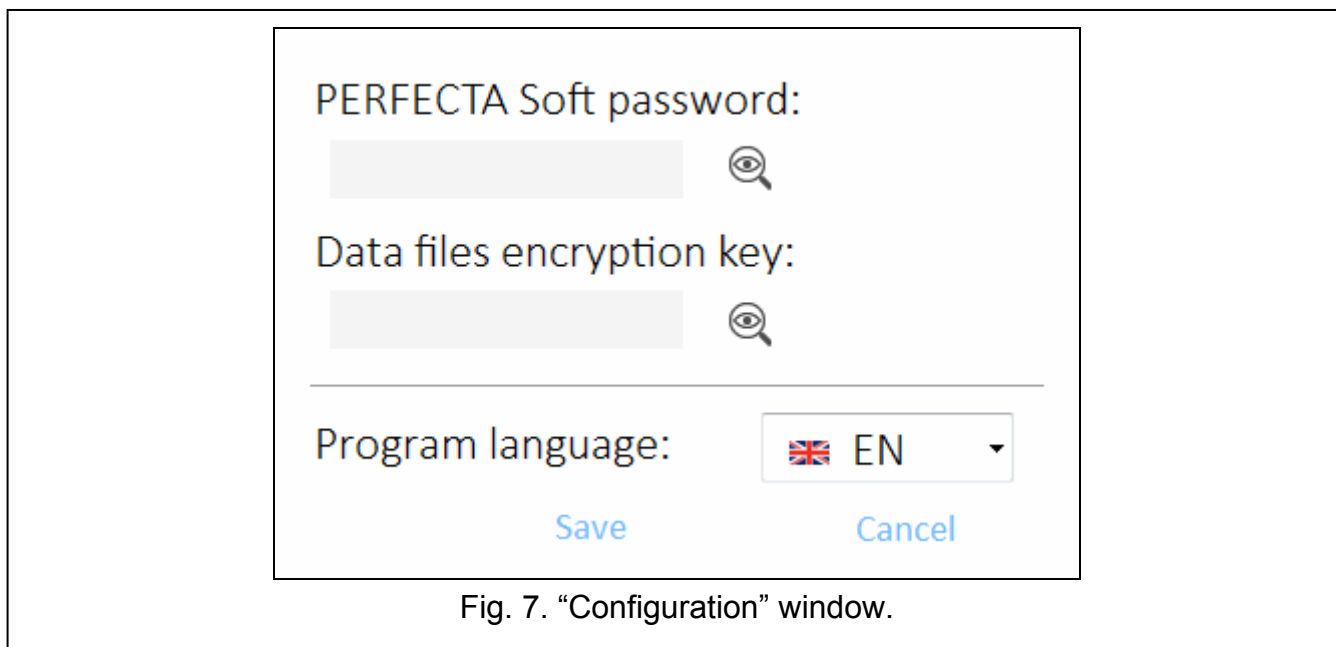 PERFECTA Soft password:
Data files encryption key:
Program language:
EN
Save Cancel
Fig. 7. “Configuration” window.